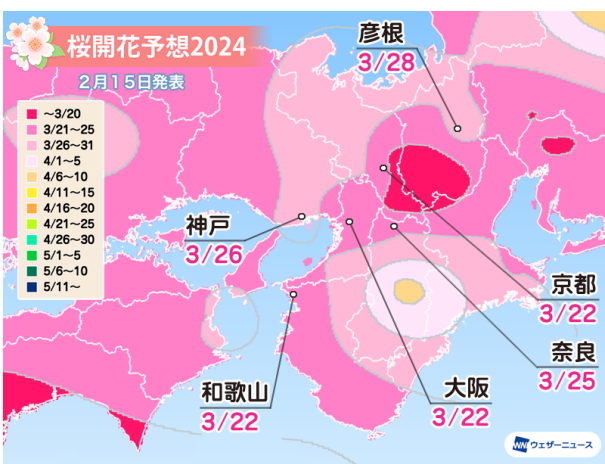 桜開花予想2024
2月15日発表
～3/20
3/21～25
3/26～31
4/1～5
4/6～10
4/11～15
4/16～20
4/21～25
4/26～30
5/1～5
5/6～10
5/11～
彦根
3/28
神戸
3/26
京都
3/22
奈良
3/25
和歌山
3/22
大阪
3/22
WNI ウェザーニュース